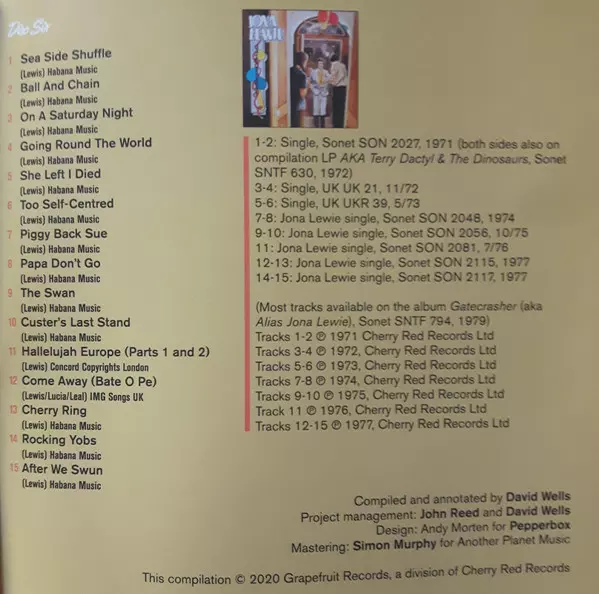 Disc Six
1 Sea Side Shuffle
(Lewis) Habana Music
2 Ball And Chain
(Lewis) Habana Music
3 On A Saturday Night
(Lewis) Habana Music
4 Going Round The World
(Lewis) Habana Music
5 She Left I Died
(Lewis) Habana Music
6 Too Self-Centred
(Lewis) Habana Music
7 Piggy Back Sue
(Lewis) Habana Music
8 Papa Don't Go
(Lewis) Habana Music
9 The Swan
(Lewis) Habana Music
10 Custer's Last Stand
(Lewis) Habana Music
11 Hallelujah Europe (Parts 1 and 2)
(Lewis) Concord Copyrights London
12 Come Away (Bate O Pe)
(Lewis/Lucia/Leal) IMG Songs UK
13 Cherry Ring
(Lewis) Habana Music
14 Rocking Yobs
(Lewis) Habana Music
15 After We Swun
(Lewis) Habana Music
JONA
LEWIE
1-2: Single, Sonet SON 2027, 1971 (both sides also on
compilation LP AKA Terry Dactyl & The Dinosaurs, Sonet
SNTF 630, 1972)
3-4: Single, UK UK 21, 11/72
5-6: Single, UK UKR 39, 5/73
7-8: Jona Lewie single, Sonet SON 2048, 1974
9-10: Jona Lewie single, Sonet SON 2056, 10/75
11: Jona Lewie single, Sonet SON 2081, 7/76
12-13: Jona Lewie single, Sonet SON 2115, 1977
14-15: Jona Lewie single, Sonet SON 2117, 1977
(Most tracks available on the album Gatecrasher (aka
Alias Jona Lewie), Sonet SNTF 794, 1979)
Tracks 1-2 ℗ 1971 Cherry Red Records Ltd
Tracks 3-4 ℗ 1972, Cherry Red Records Ltd
Tracks 5-6 ℗ 1973, Cherry Red Records Ltd
Tracks 7-8 ℗ 1974, Cherry Red Records Ltd
Tracks 9-10 ℗ 1975, Cherry Red Records Ltd
Track 11 ℗ 1976, Cherry Red Records Ltd
Tracks 12-15 ℗ 1977, Cherry Red Records Ltd
Compiled and annotated by David Wells
Project management: John Reed and David Wells
Design: Andy Morten for Pepperbox
Mastering: Simon Murphy for Another Planet Music
This compilation © 2020 Grapefruit Records, a division of Cherry Red Records